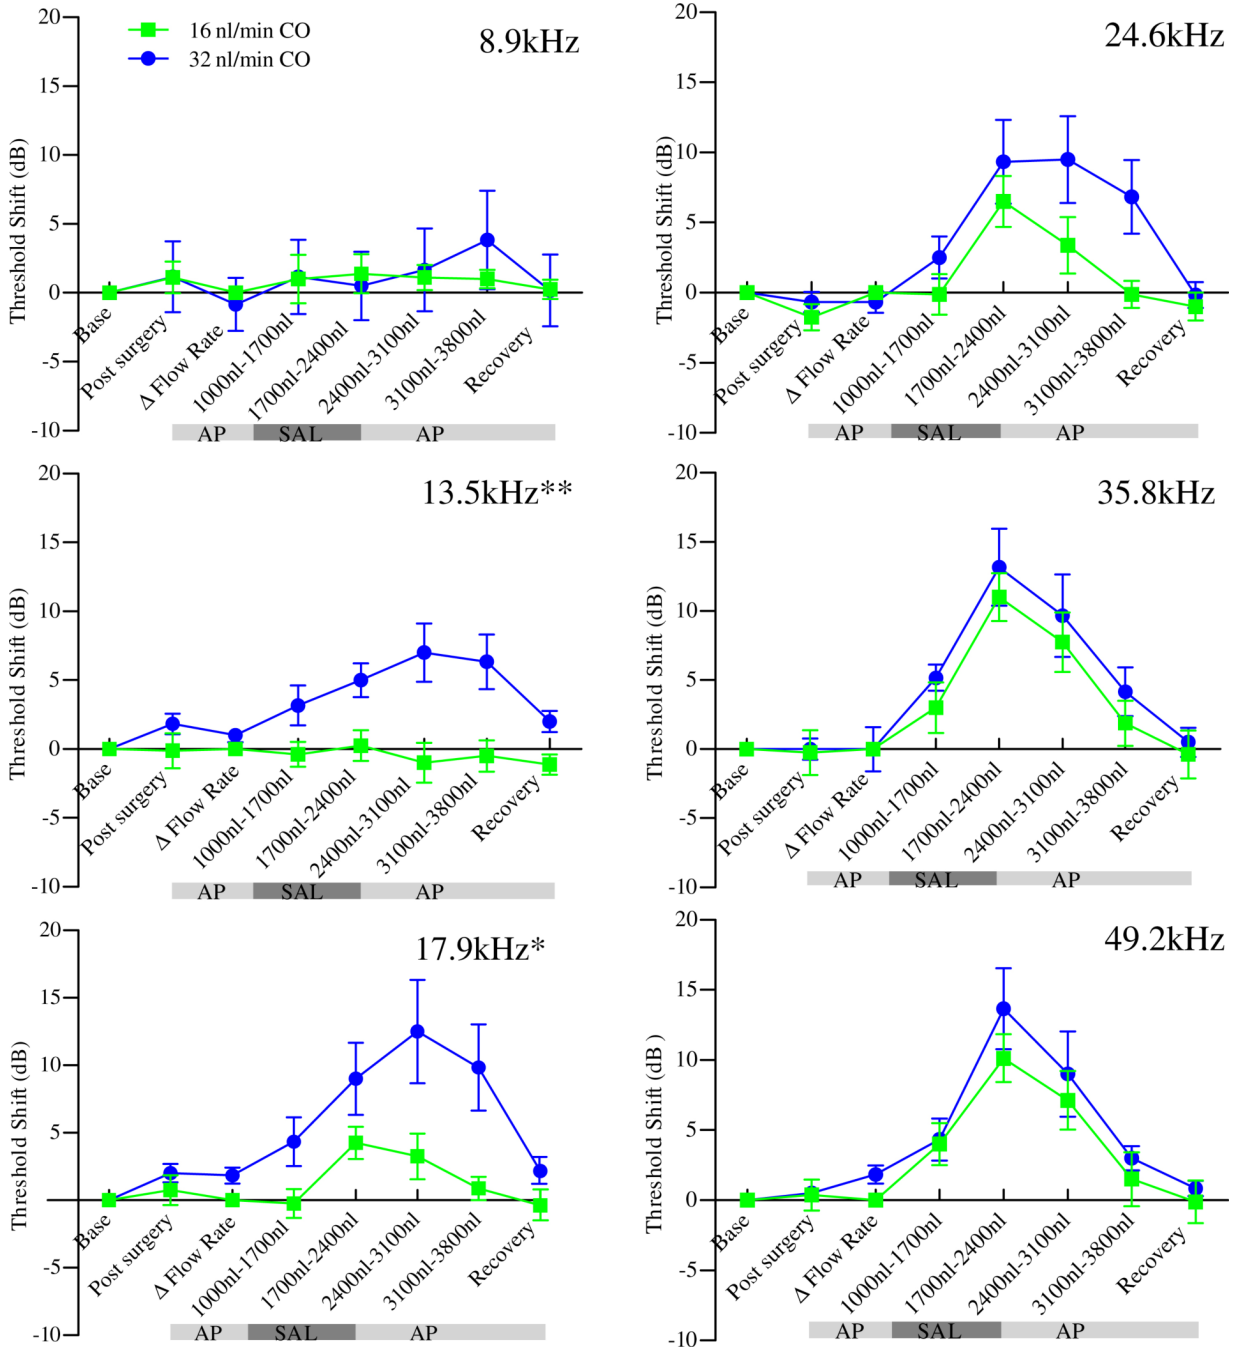 16 nl/min CO
32 nl/min CO
8.9kHz
Threshold Shift (dB)
20
15
10
5
0
-5
-10
Base
Post surgery
Δ Flow Rate
1000nl-1700nl
1700nl-2400nl
2400nl-3100nl
3100nl-3800nl
Recovery
AP SAL AP
24.6kHz
Threshold Shift (dB)
20
15
10
5
0
-5
-10
Base
Post surgery
Δ Flow Rate
1000nl-1700nl
1700nl-2400nl
2400nl-3100nl
3100nl-3800nl
Recovery
AP SAL AP
13.5kHz**
Threshold Shift (dB)
20
15
10
5
0
-5
-10
Base
Post surgery
Δ Flow Rate
1000nl-1700nl
1700nl-2400nl
2400nl-3100nl
3100nl-3800nl
Recovery
AP SAL AP
35.8kHz
Threshold Shift (dB)
20
15
10
5
0
-5
-10
Base
Post surgery
Δ Flow Rate
1000nl-1700nl
1700nl-2400nl
2400nl-3100nl
3100nl-3800nl
Recovery
AP SAL AP
17.9kHz*
Threshold Shift (dB)
20
15
10
5
0
-5
-10
Base
Post surgery
Δ Flow Rate
1000nl-1700nl
1700nl-2400nl
2400nl-3100nl
3100nl-3800nl
Recovery
AP SAL AP
49.2kHz
Threshold Shift (dB )
20
15
10
5
0
-5
-10
Base
Post surgery
Δ Flow Rate
1000nl-1700nl
1700nl-2400nl
2400nl-3100nl
3100nl-3800nl
Recovery
AP SAL AP